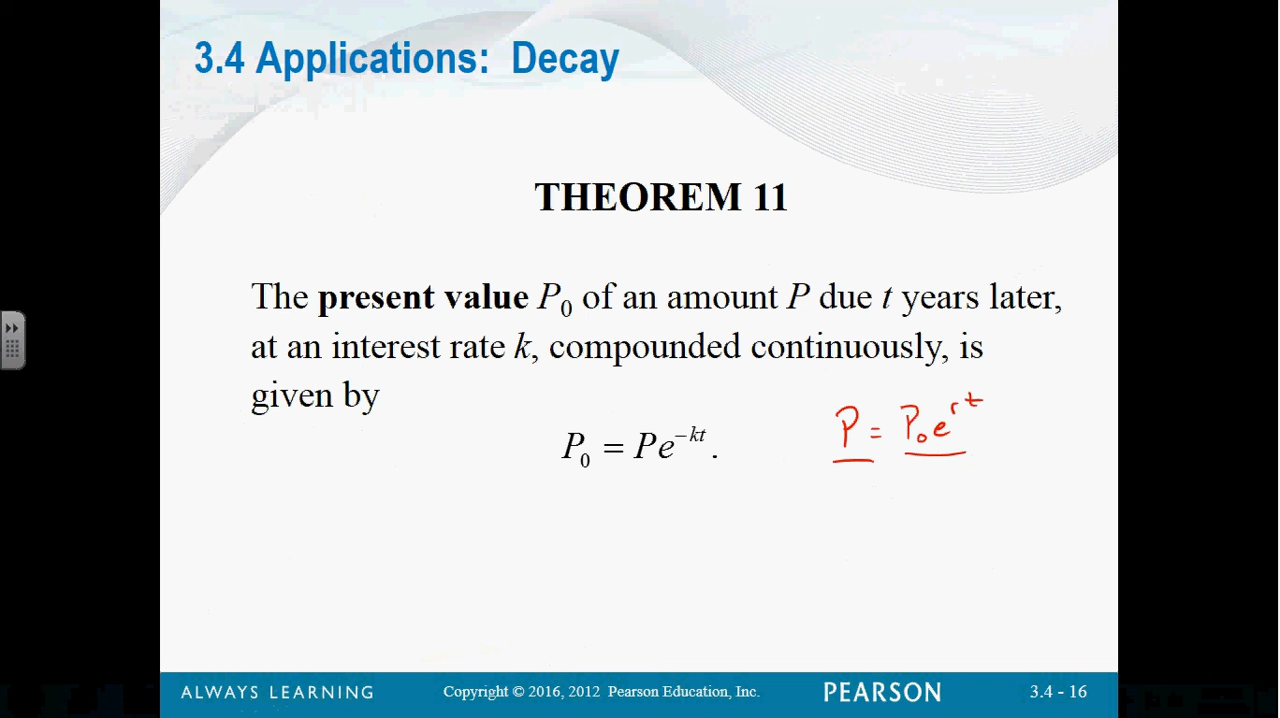 3.4 Applications: Decay
THEOREM 11
The present value P₀ of an amount P due t years later,
at an interest rate k, compounded continuously, is
given by
P₀ = Pe⁻ᵏᵗ.
P = P₀eʳᵗ
ALWAYS LEARNING
Copyright © 2016, 2012 Pearson Education, Inc.
PEARSON
3.4 - 16